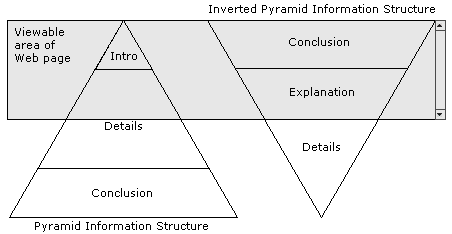 Inverted Pyramid Information Structure
Viewable
area of
Web page
Intro
Details
Conclusion
Pyramid Information Structure
Conclusion
Explanation
Details